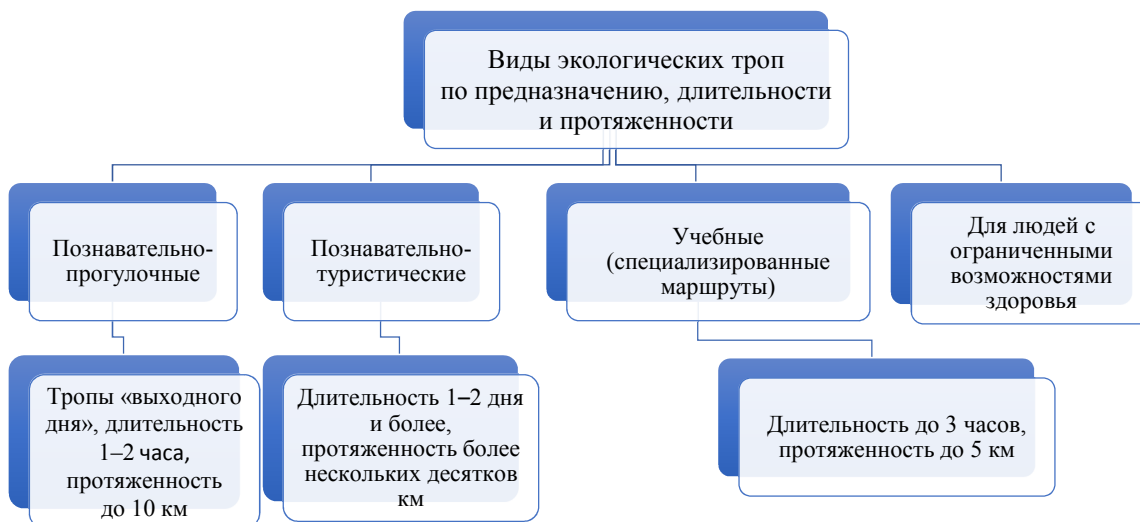 Виды экологических троп
по предназначению, длительности
и протяженности
Познавательно-
прогулочные
Познавательно-
туристические
Учебные
(специализированные
маршруты)
Для людей с
ограниченными
возможностями
здоровья
Тропы «выходного
дня», длительность
1–2 часа,
протяженность
до 10 км
Длительность 1–2 дня
и более,
протяженность более
нескольких десятков
км
Длительность до 3 часов,
протяженность до 5 км